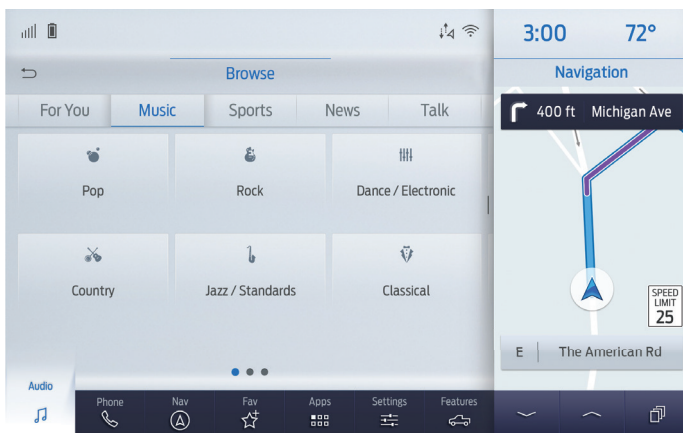 3:00 72°
Browse
Navigation
For You Music Sports News Talk
400 ft Michigan Ave
Pop Rock Dance / Electronic
Country Jazz / Standards Classical
SPEED
LIMIT
25
E The American Rd
Audio
Phone Nav Fav Apps Settings Features